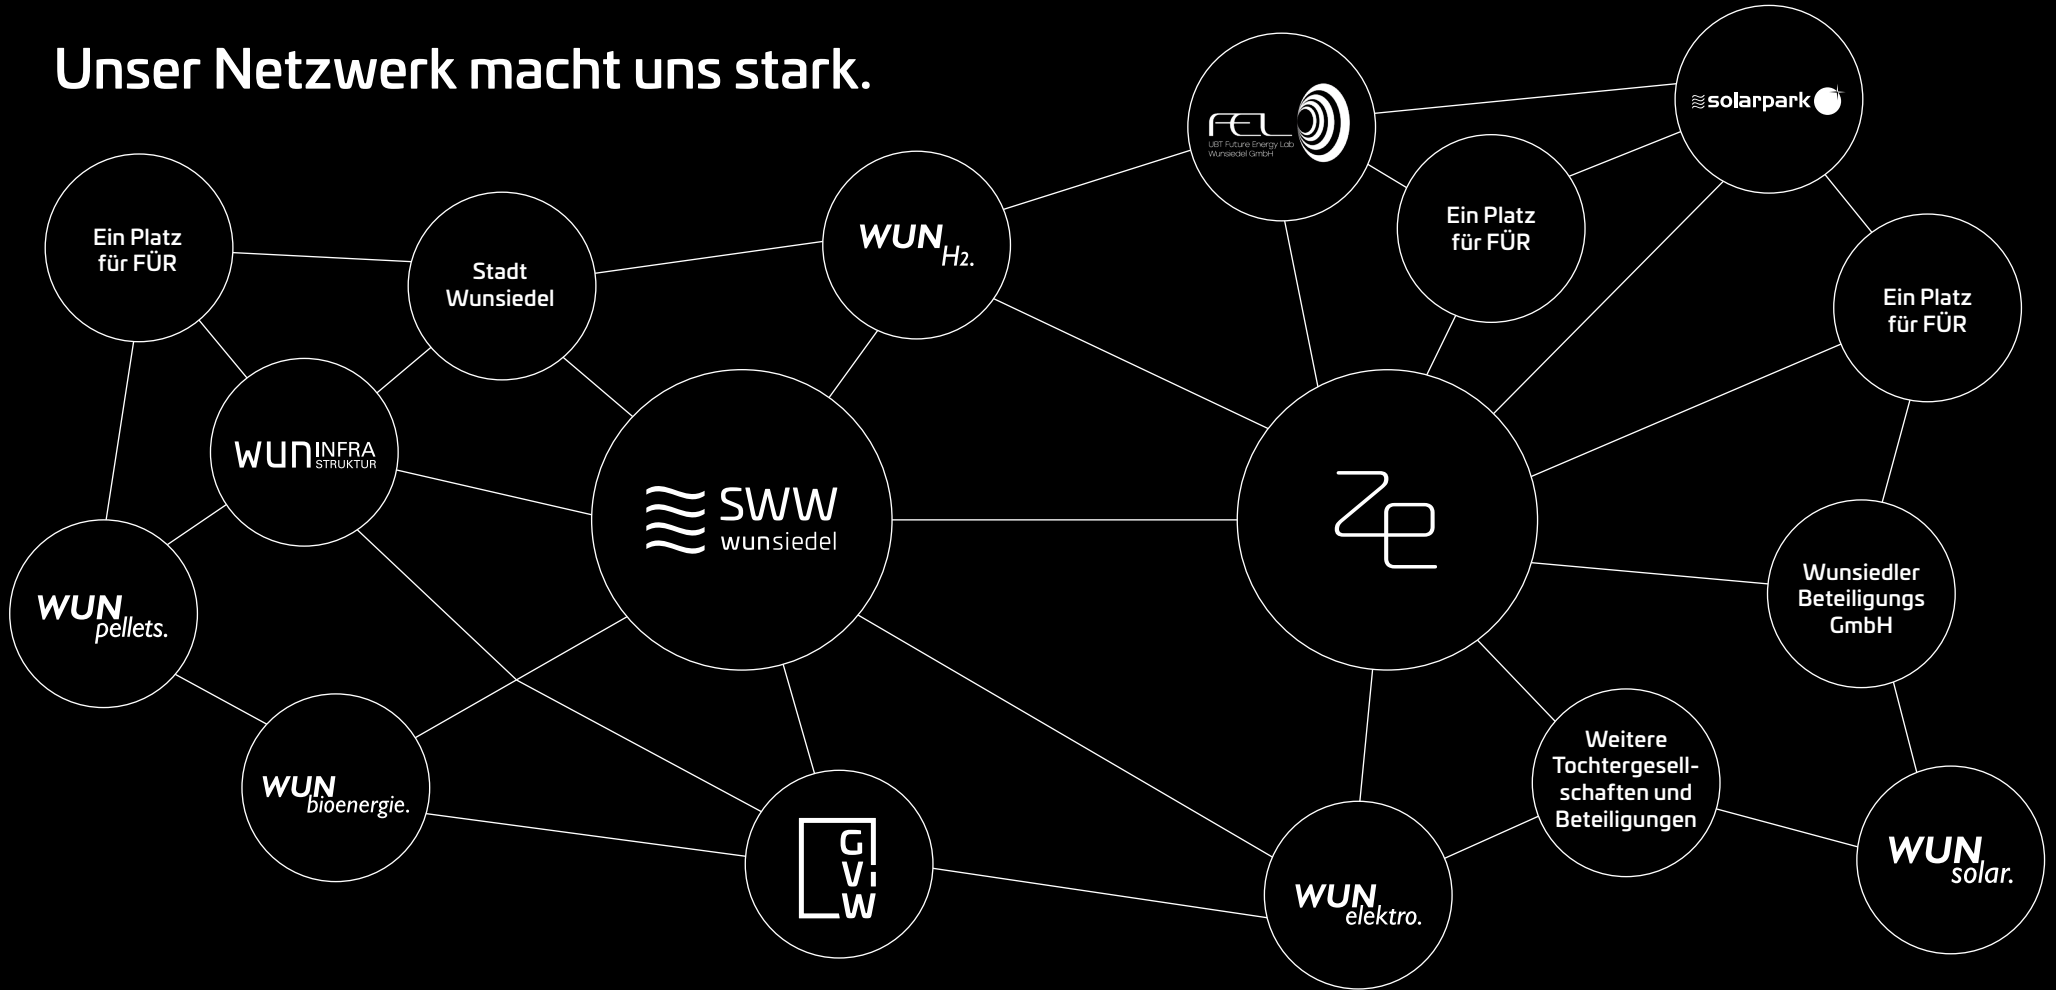 Unser Netzwerk macht uns stark.
FEL
UBT Future Energy Lab
Wunsiedel GmbH
solarpark
Ein Platz
für FÜR
Stadt
Wunsiedel
WUN
H2.
Ein Platz
für FÜR
Ein Platz
für FÜR
WUN INFRA
STRUKTUR
SWW
wunsiedel
ZE
WUN
pellets.
Wunsiedler
Beteiligungs
GmbH
WUN
bioenergie.
G
V
W
WUN
elektro.
Weitere
Tochtergesell-
schaften und
Beteiligungen
WUN
solar.